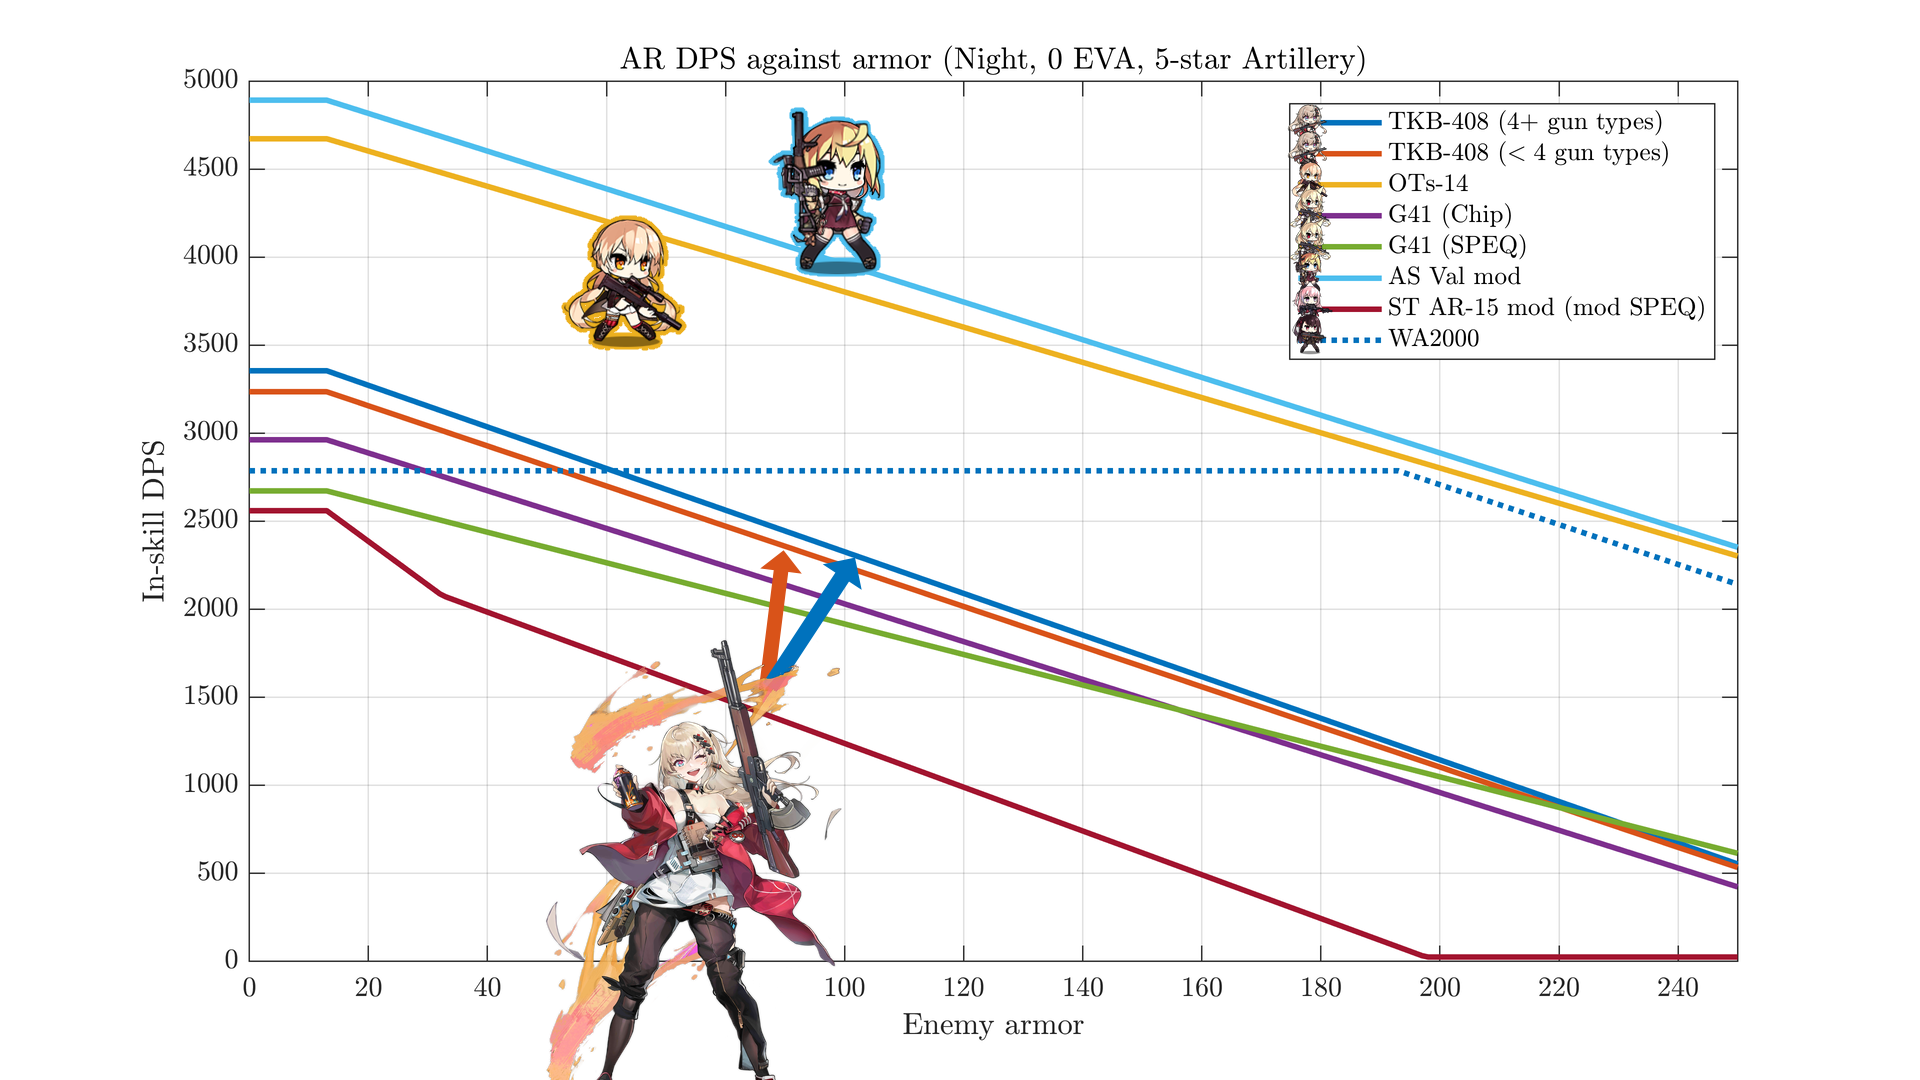 AR DPS against armor (Night, 0 EVA, 5-star Artillery)
5000
4500
4000
3500
3000
2500
2000
1500
1000
500
0
In-skill DPS
TKB-408 (4+ gun types)
TKB-408 (< 4 gun types)
OTs-14
G41 (Chip)
G41 (SPEQ)
AS Val mod
ST AR-15 mod (mod SPEQ)
WA2000
0 20 40 100 120 140 160 180 200 220 240
Enemy armor